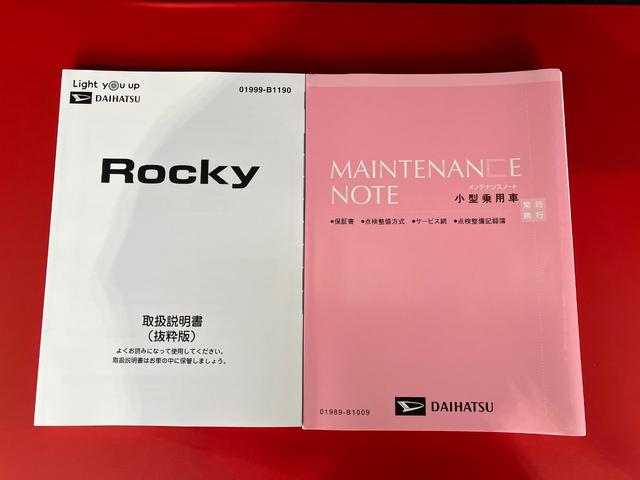 Light you up
DAIHATSU
01999-B1190
Rocky
取扱説明書
(抜粋版)
よくお読みになって使用してください。
取扱説明書はお車の中に保管しましょう。
MAINTENANCE
NOTE
メンテナンスノート
小型乗用車
常時
携行
●保証書 ●点検整備方式 ●サービス網 ●点検整備記録簿
01989-B1009
DAIHATSU